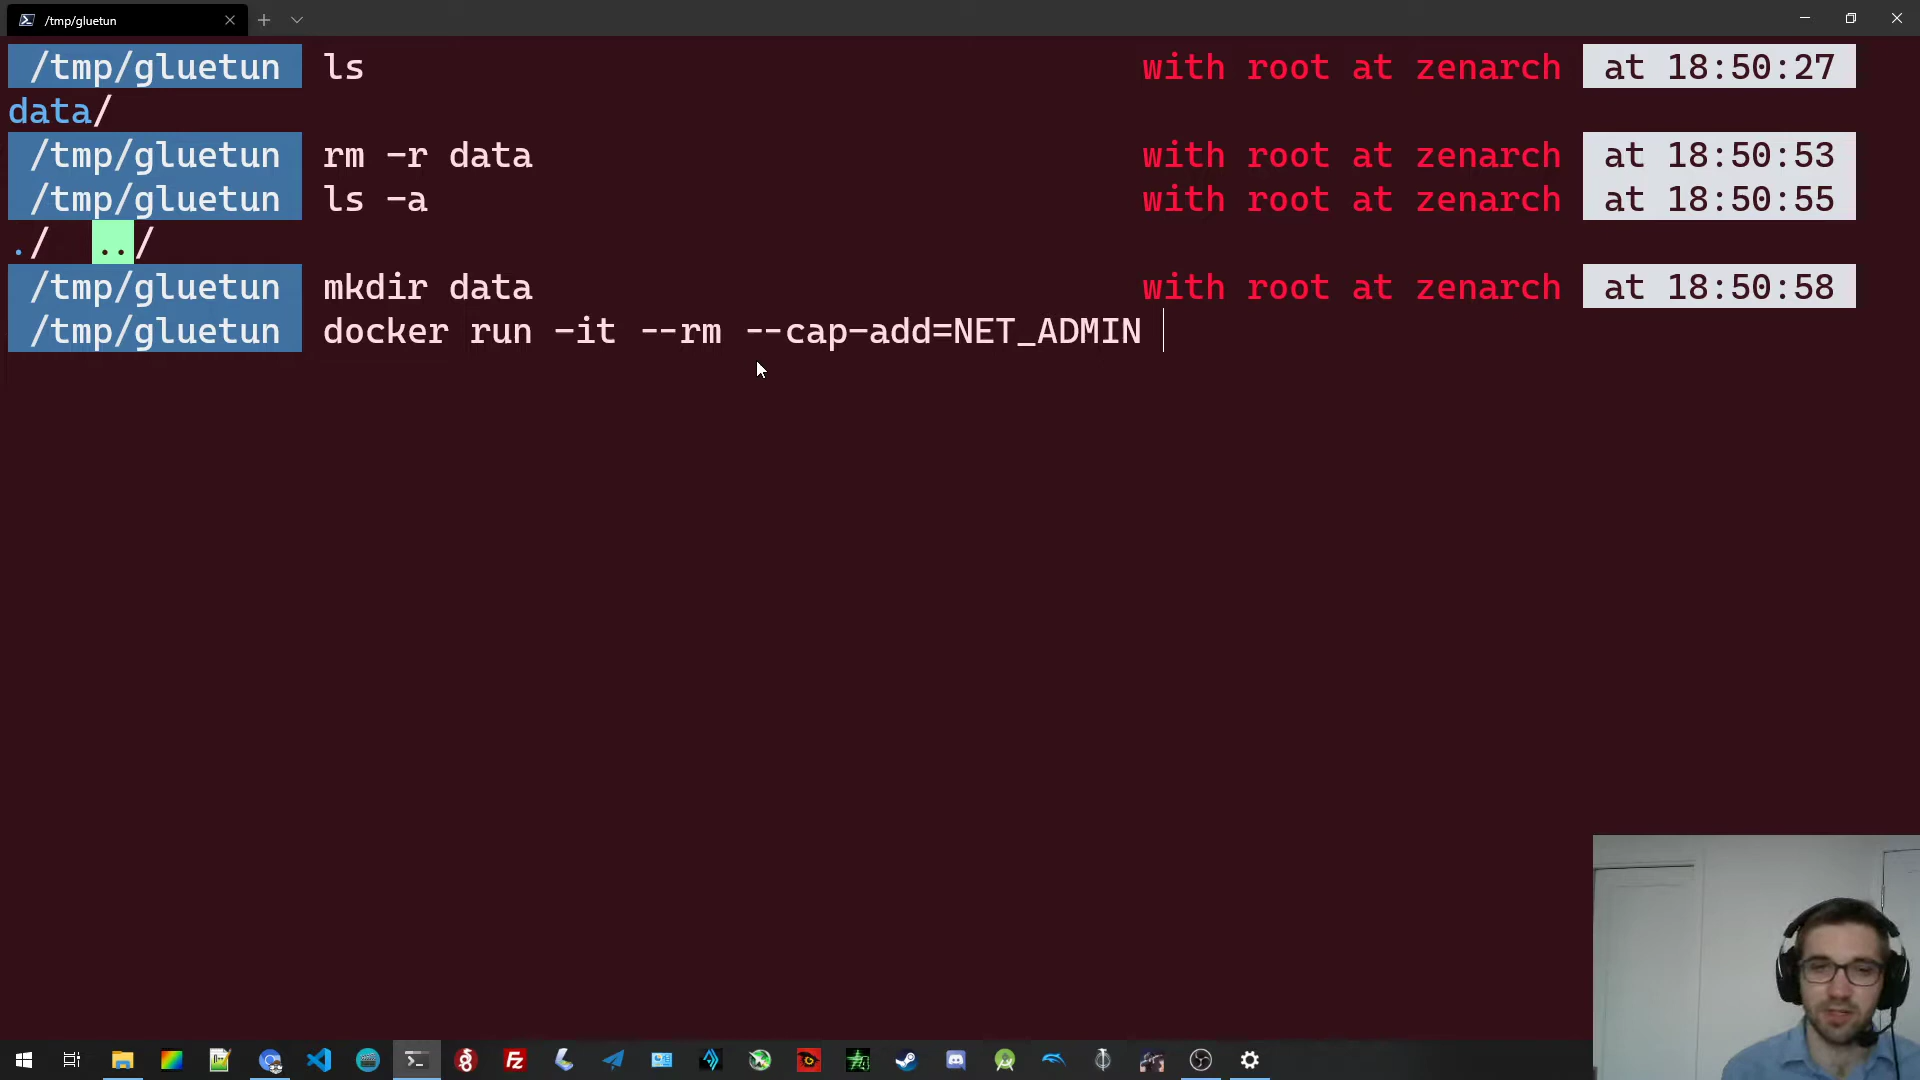 /tmp/gluetun
/tmp/gluetun ls with root at zenarch at 18:50:27
data/
/tmp/gluetun rm -r data with root at zenarch at 18:50:53
/tmp/gluetun ls -a with root at zenarch at 18:50:55
./ ../
/tmp/gluetun mkdir data with root at zenarch at 18:50:58
/tmp/gluetun docker run -it --rm --cap-add=NET_ADMIN